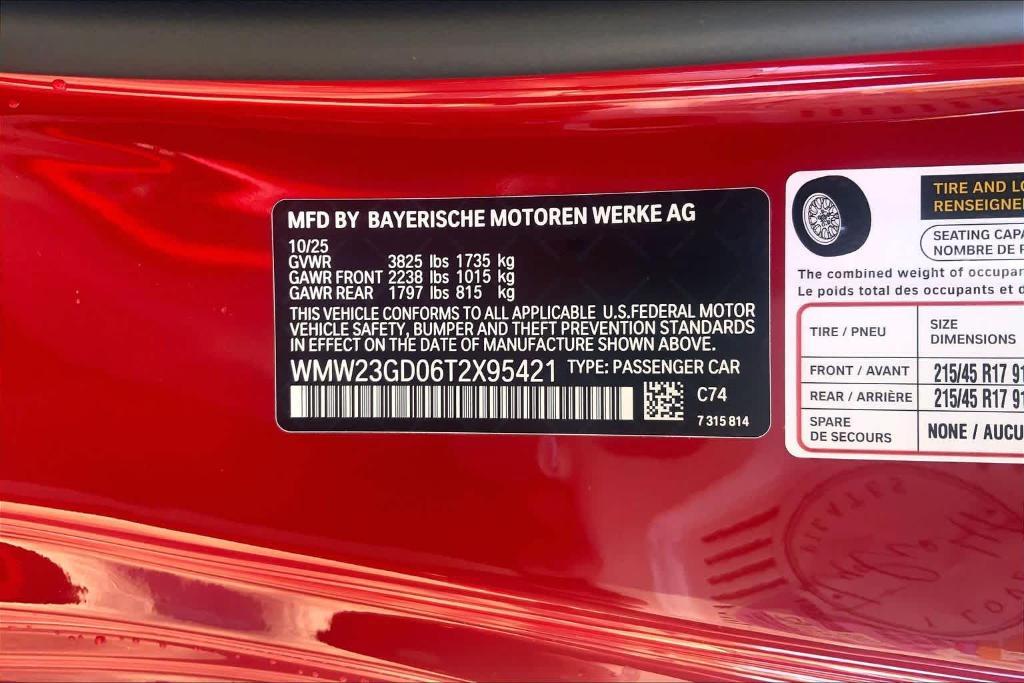 MFD BY BAYERISCHE MOTOREN WERKE AG
10/25
GVWR 3825 lbs 1735 kg
GAWR FRONT 2238 lbs 1015 kg
GAWR REAR 1797 lbs 815 kg
THIS VEHICLE CONFORMS TO ALL APPLICABLE U.S.FEDERAL MOTOR
VEHICLE SAFETY, BUMPER AND THEFT PREVENTION STANDARDS
IN EFFECT ON THE DATE OF MANUFACTURE SHOWN ABOVE.
WMW23GD06T2X95421 TYPE: PASSENGER CAR
C74
7 315 814
TIRE AND
RENSEIGNE
SEATING CAPA
NOMBRE DE
The combined weight of occupan
Le poids total des occupants et d
TIRE / PNEU SIZE
DIMENSIONS
FRONT / AVANT 215/45 R17 91
REAR / ARRIÈRE 215/45 R17 91
SPARE
DE SECOURS NONE / AUCU